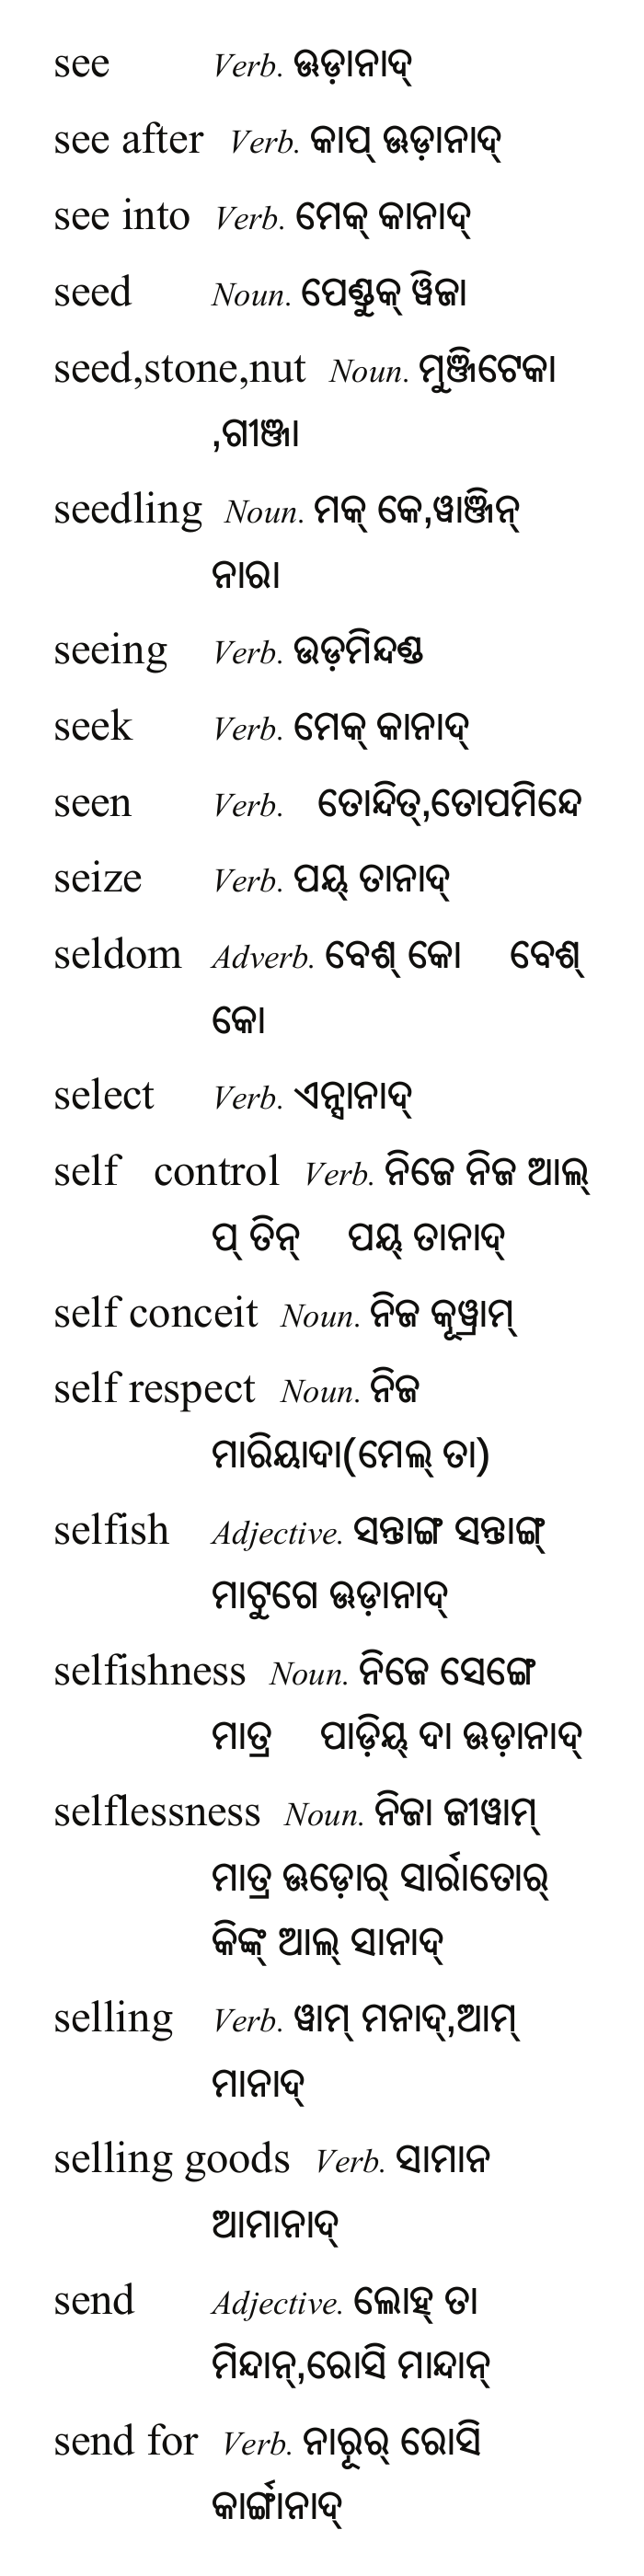 see Verb. ଊଡ଼ାନାଦ୍
see after Verb. କାପ୍ ଊଡ଼ାନାଦ୍
see into Verb. ମେକ୍ କାନାଦ୍
seed Noun. ପେଣ୍ଡୁକ୍ ୱିଜା
seed,stone,nut Noun. ମୁଞ୍ଜିଟେକା
,ଗୀଞ୍ଜା
seedling Noun. ମକ୍ କେ,ୱାଞ୍ଜିନ୍
ନାରା
seeing Verb. ଉଡ଼ମିନ୍ଦଣ୍ଡ
seek Verb. ମେକ୍ କାନାଦ୍
seen Verb. ତୋନ୍ଦିତ୍,ତୋପମିନ୍ଦେ
seize Verb. ପୟ୍ ତାନାଦ୍
seldom Adverb. ବେଶ୍ କୋ ବେଶ୍
କୋ
select Verb. ଏନ୍ସାନାଦ୍
self control Verb. ନିଜେ ନିଜ ଆଲ୍
ପ୍ ତିନ୍ ପୟ୍ ତାନାଦ୍
self conceit Noun. ନିଜ କୂୱ୍ରାମ୍
self respect Noun. ନିଜ
ମାରିୟାଦା(ମେଲ୍ ତା)
selfish Adjective. ସନ୍ତାଙ୍ଗ ସନ୍ତାଙ୍ଗ୍
ମାଟୁଗେ ଊଡ଼ାନାଦ୍
selfishness Noun. ନିଜେ ସେଙ୍ଗେ
ମାତ୍ର ପାଡ଼ିୟ୍ ଦା ଊଡ଼ାନାଦ୍
selflessness Noun. ନିଜା ଜୀୱାମ୍
ମାତ୍ର ଊଡ଼ୋର୍ ସାର୍ରାତୋର୍
କିଙ୍କ୍ ଆଲ୍ ସାନାଦ୍
selling Verb. ୱାମ୍ ମନାଦ୍,ଆମ୍
ମାନାଦ୍
selling goods Verb. ସାମାନ
ଆମାନାଦ୍
send Adjective. ଲୋହ୍ ତା
ମିନ୍ଦାନ୍,ରୋସି ମାନ୍ଦାନ୍
send for Verb. ନାରୂର୍ ରୋସି
କାର୍ଙ୍ଗାନାଦ୍